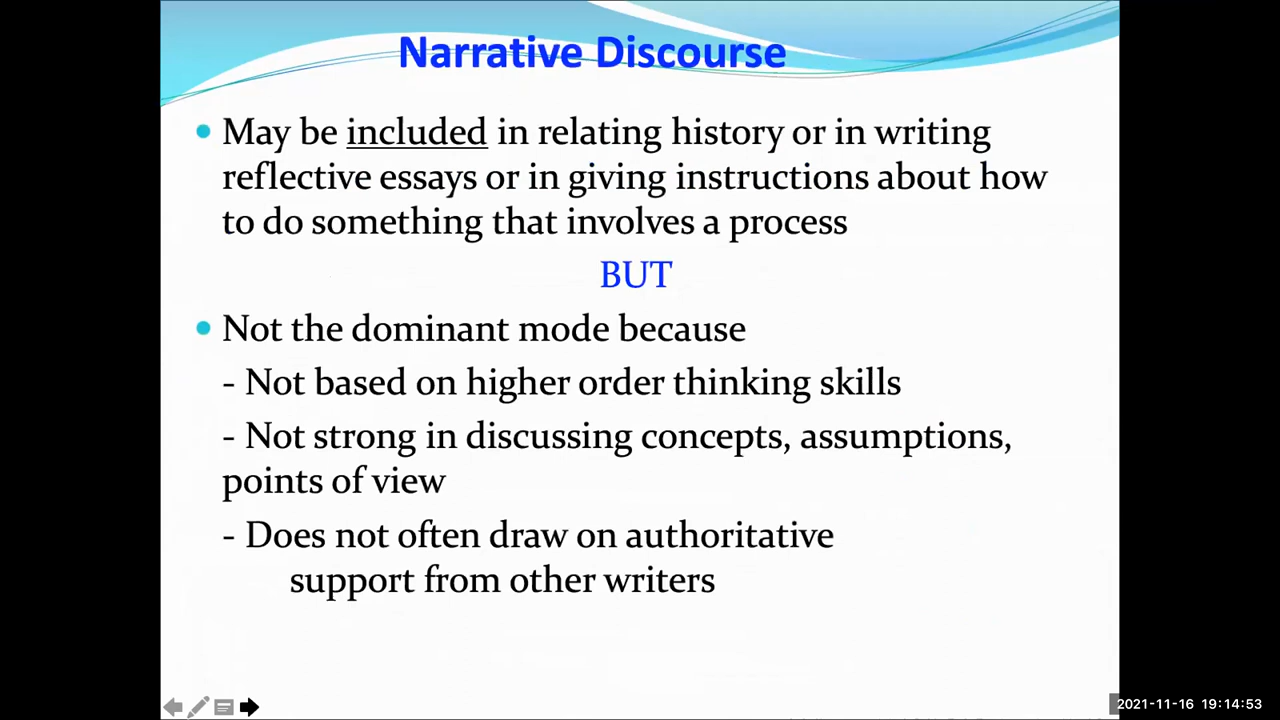 Narrative Discourse
May be included in relating history or in writing
reflective essays or in giving instructions about how
to do something that involves a process
BUT
Not the dominant mode because
- Not based on higher order thinking skills
- Not strong in discussing concepts, assumptions,
points of view
- Does not often draw on authoritative
support from other writers
2021-11-16 19:14:53